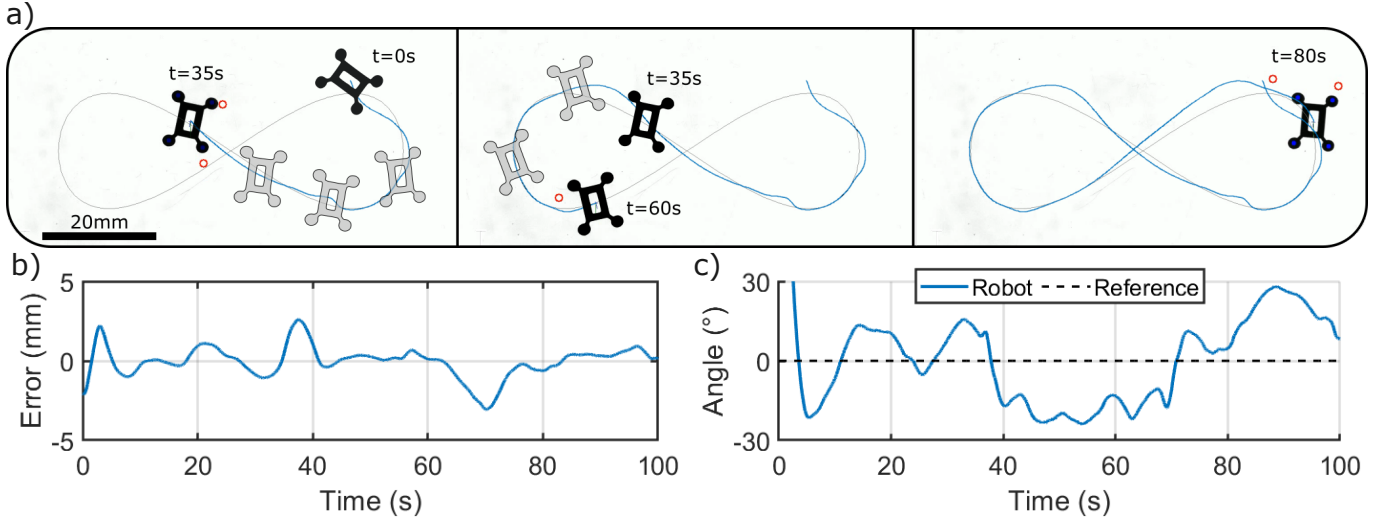 a)
t=0s
t=35s
20mm
t=35s
t=60s
t=80s
b)
5
0
-5
Error (mm)
0 20 40 60 80 100
Time (s)
c)
Robot Reference
30
0
-30
Angle (°)
0 20 40 60 80 100
Time (s)